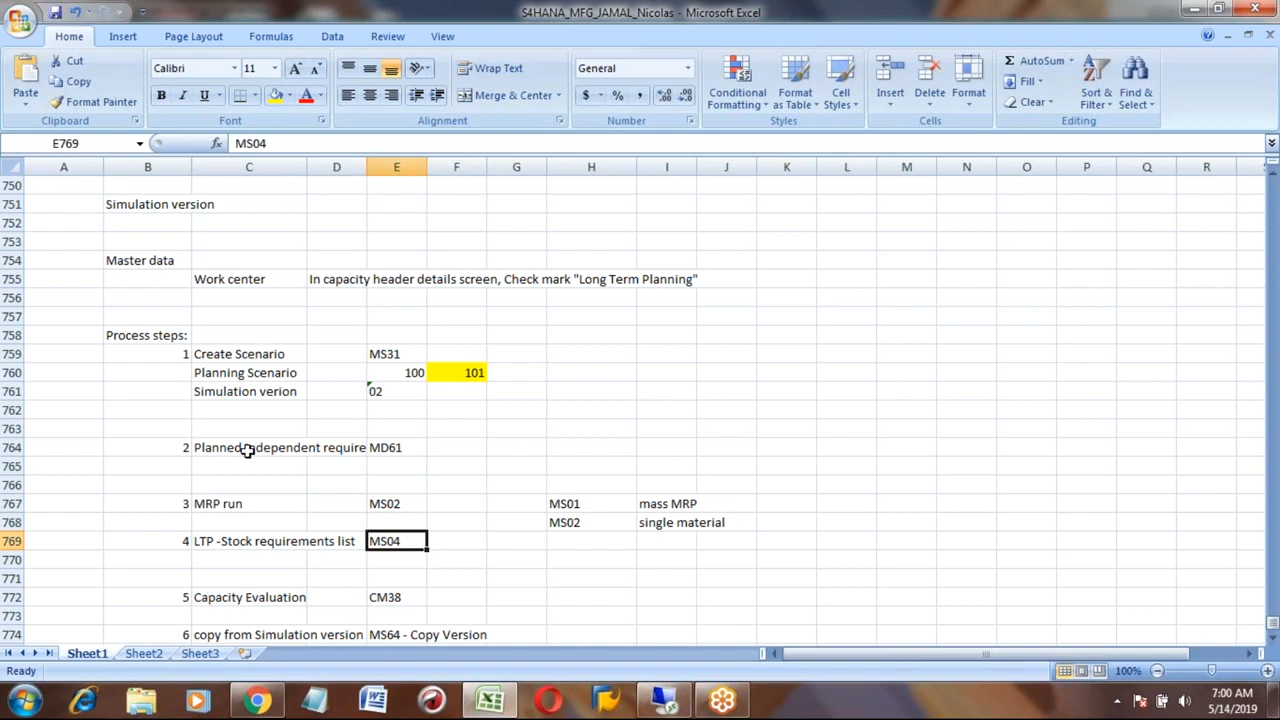 S4HANA_MFG_JAMAL_Nicolas - Microsoft Excel
Home Insert Page Layout Formulas Data Review View
Paste
Cut
Copy
Format Painter
Clipboard
Calibri 11
B I U
Font
Wrap Text
Merge & Center
Alignment
General
$ % ,
Number
Conditional Formatting
Format as Table
Cell Styles
Styles
Insert Delete Format
Cells
Σ AutoSum
Fill
Clear
Sort & Filter
Find & Select
Editing
E769 fx MS04
A B C D E F G H I J K L M N O P Q R
750
751 Simulation version
752
753
754 Master data
755 Work center In capacity header details screen, Check mark "Long Term Planning"
756
757
758 Process steps:
759 1 Create Scenario MS31
760 Planning Scenario 100 101
761 Simulation verion 02
762
763
764 2 Planned independent require MD61
765
766
767 3 MRP run MS02 MS01 mass MRP
768 MS02 single material
769 4 LTP -Stock requirements list MS04
770
771
772 5 Capacity Evaluation CM38
773
774 6 copy from Simulation version MS64 - Copy Version
Sheet1 Sheet2 Sheet3
Ready 100%
7:00 AM
5/14/2019